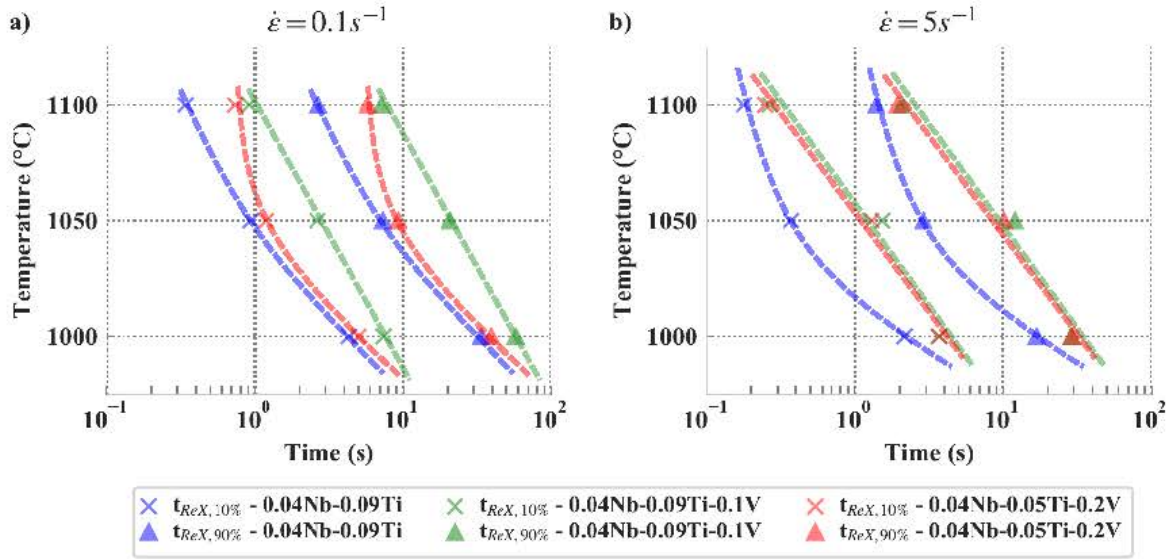 a) ε̇ = 0.1s⁻¹
b) ε̇ = 5s⁻¹
Temperature (°C)
1100
1050
1000
10⁻¹ 10⁰ 10¹ 10²
Time (s)
Temperature (°C)
1100
1050
1000
10⁻¹ 10⁰ 10¹ 10²
Time (s)
t_ReX,10% - 0.04Nb-0.09Ti
t_ReX,90% - 0.04Nb-0.09Ti
t_ReX,10% - 0.04Nb-0.09Ti-0.1V
t_ReX,90% - 0.04Nb-0.09Ti-0.1V
t_ReX,10% - 0.04Nb-0.05Ti-0.2V
t_ReX,90% - 0.04Nb-0.05Ti-0.2V